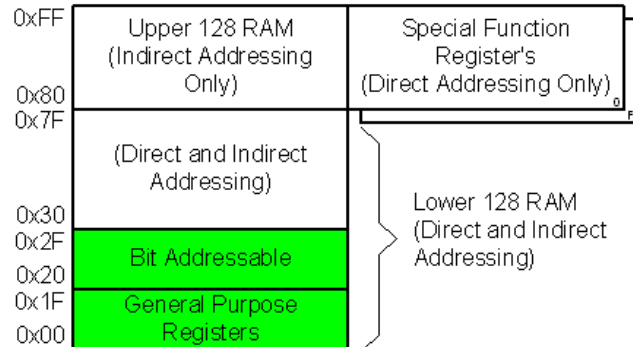 0xFF
Upper 128 RAM
(Indirect Addressing
Only)
0x80
Special Function
Register's
(Direct Addressing Only)
0
F
0x7F
(Direct and Indirect
Addressing)
0x30
Lower 128 RAM
(Direct and Indirect
Addressing)
0x2F
Bit Addressable
0x20
0x1F
General Purpose
Registers
0x00